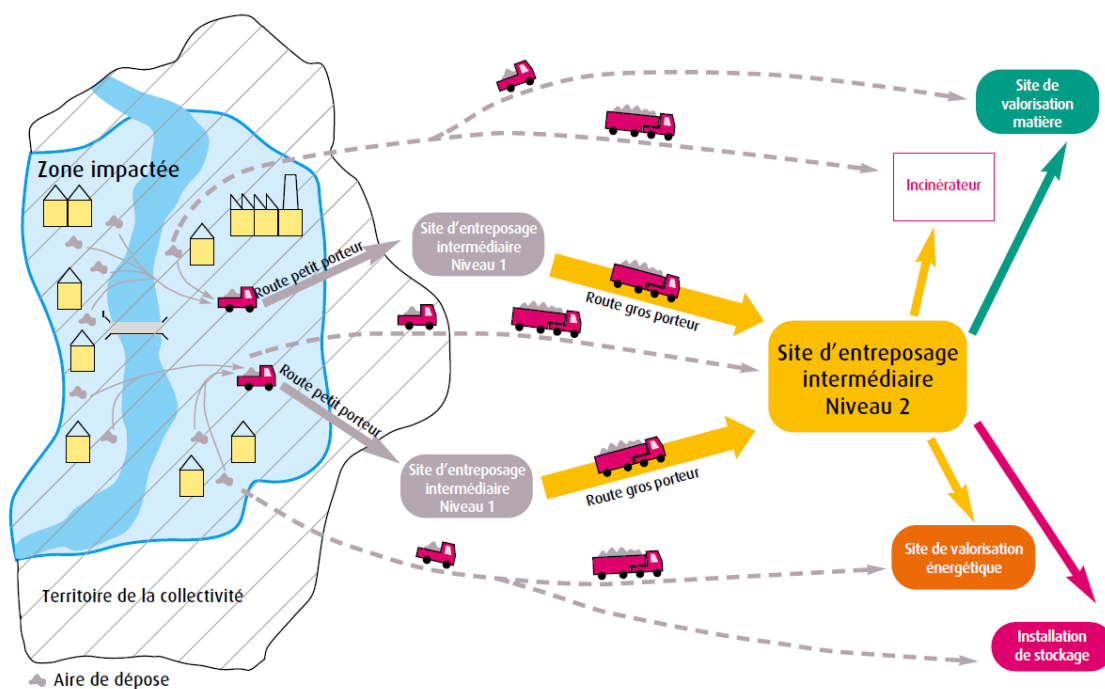 Zone impactée
Site de
valorisation
matière
Incinérateur
Site d'entreposage
intermédiaire
Niveau 1
Route petit porteur
Route gros porteur
Site d'entreposage
intermédiaire
Niveau 2
Route petit porteur
Site d'entreposage
intermédiaire
Niveau 1
Route gros porteur
Site de valorisation
énergétique
Territoire de la collectivité
Installation
de stockage
Aire de dépose